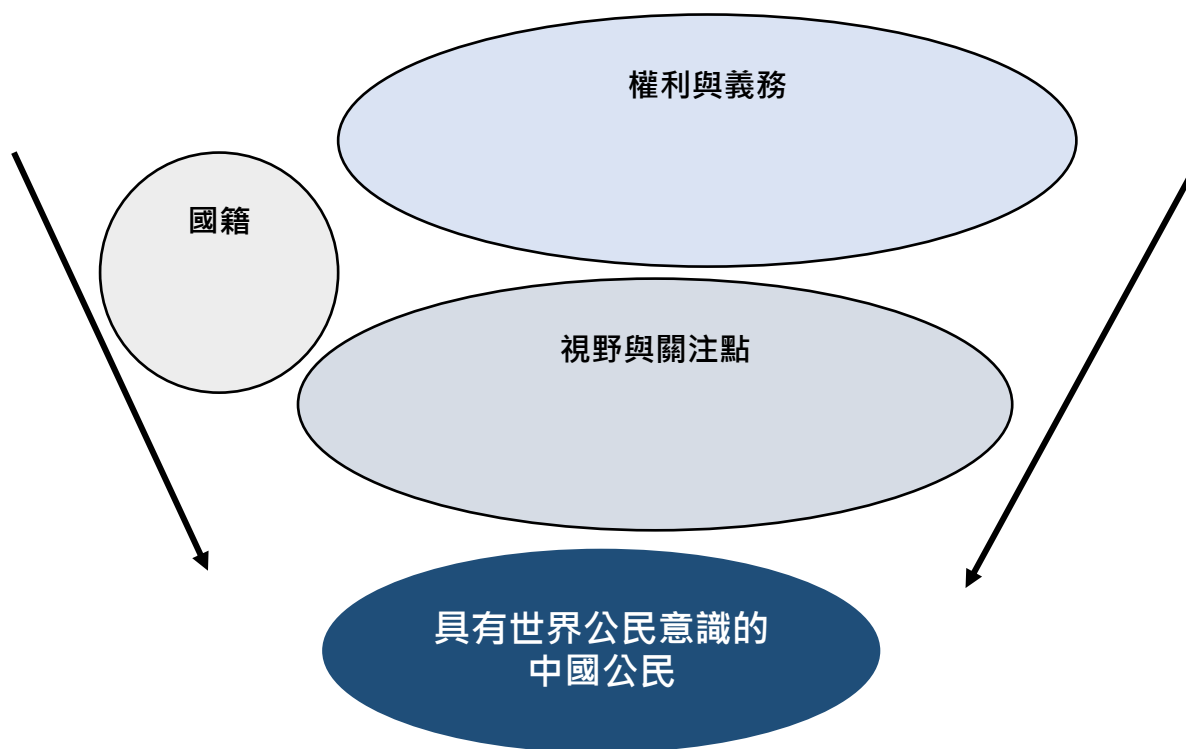 權利與義務
國籍
視野與關注點
具有世界公民意識的
中國公民